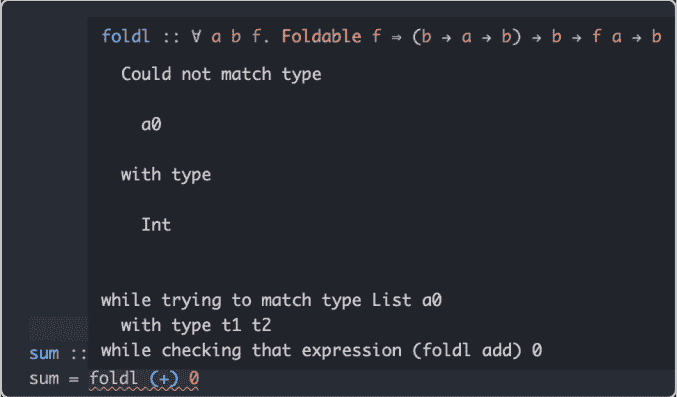 foldl :: ∀ a b f. Foldable f ⇒ (b → a → b) → b → f a → b
Could not match type
a0
with type
Int
while trying to match type List a0
with type t1 t2
while checking that expression (foldl add) 0
sum ::
sum = foldl (+) 0